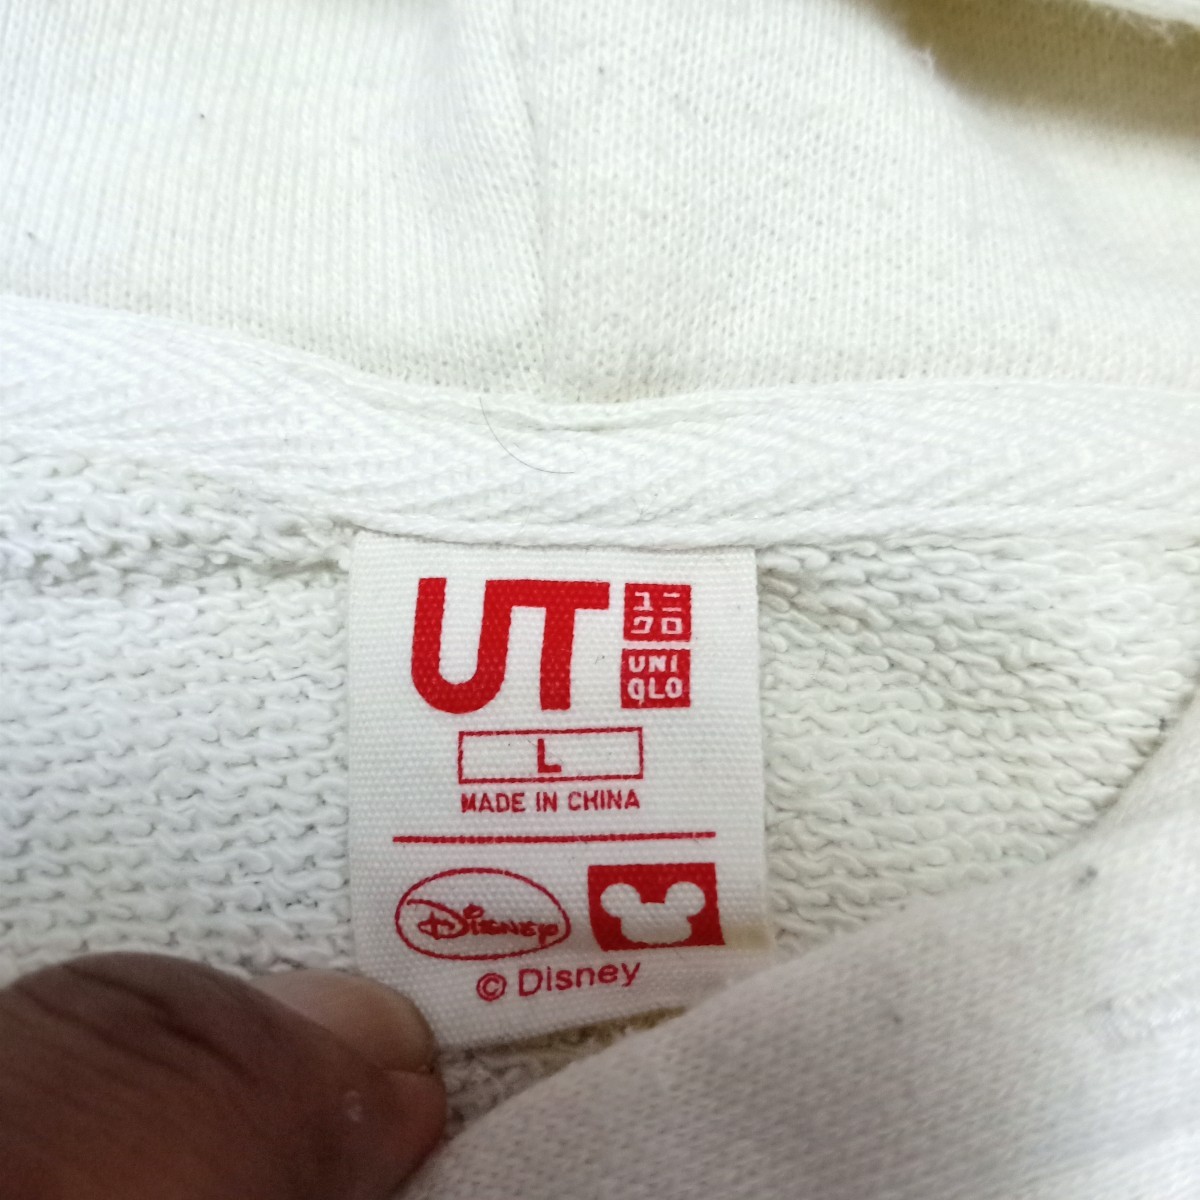 UT
ユニ
クロ
UNI
QLO
L
MADE IN CHINA
Disney
© Disney